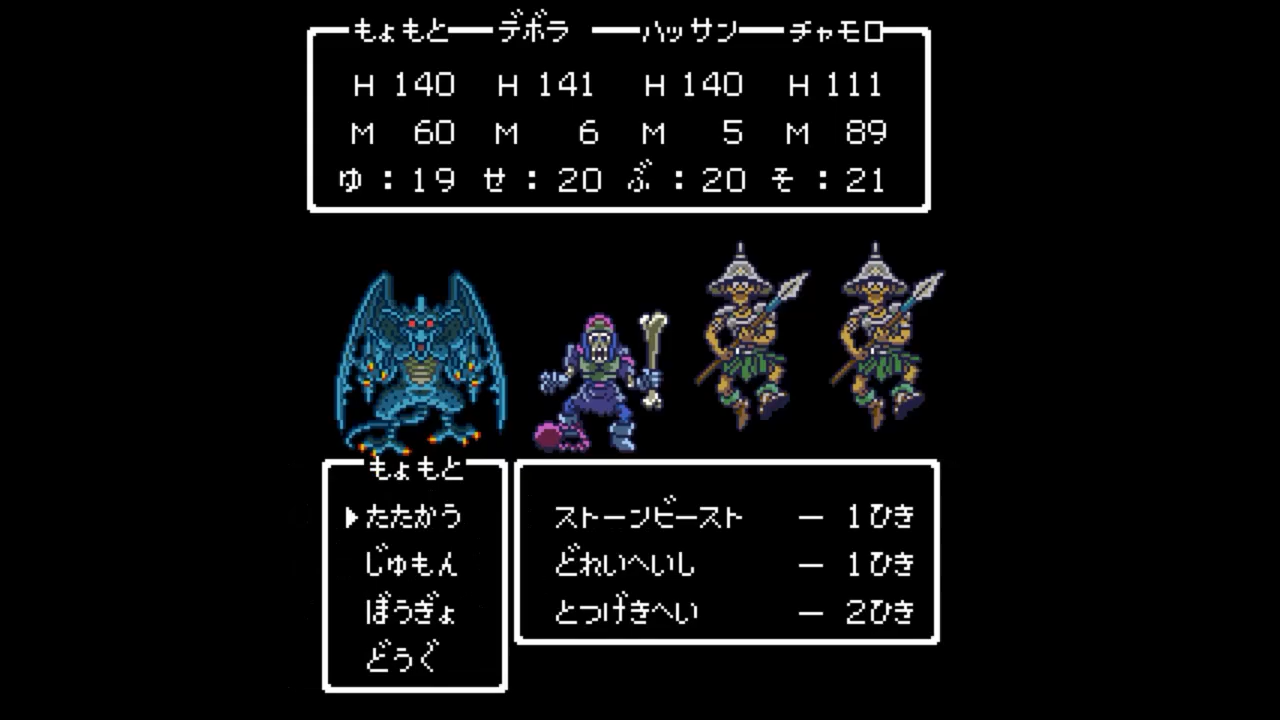 もょもと デボラ ハッサン チャモロ
H 140 H 141 H 140 H 111
M 60 M 6 M 5 M 89
ゆ：19 せ：20 ぶ：20 そ：21
もょもと
▶たたかう
じゅもん
ぼうぎょ
どうぐ
ストーンビースト ー 1ひき
どれいへいし ー 1ひき
とつげきへい ー 2ひき